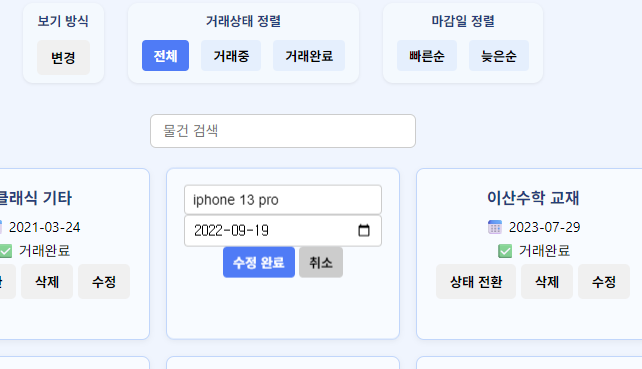 보기 방식
변경
거래상태 정렬
전체 거래중 거래완료
마감일 정렬
빠른순 늦은순
물건 검색
클래식 기타
2021-03-24
거래완료
삭제 수정
iphone 13 pro
2022-09-19
수정 완료 취소
이산수학 교재
2023-07-29
거래완료
상태 전환 삭제 수정